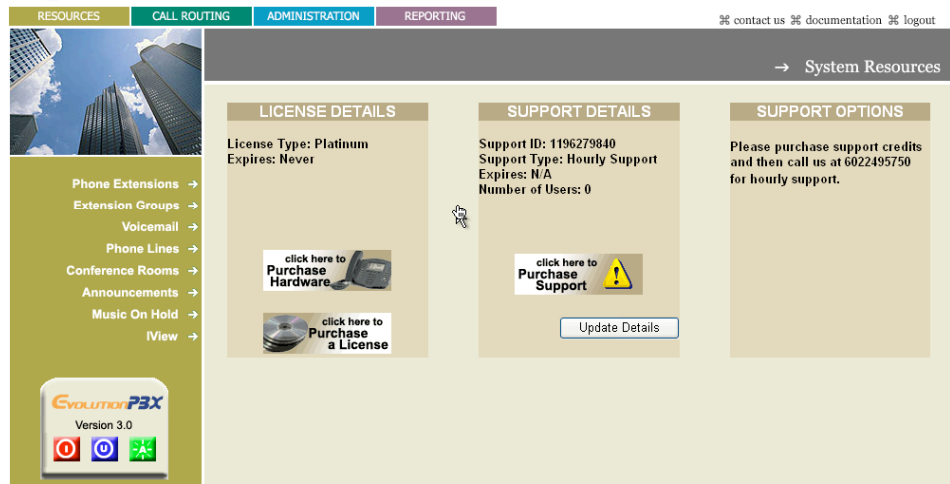 RESOURCES
CALL ROUTING
ADMINISTRATION
REPORTING
⌘ contact us ⌘ documentation ⌘ logout
→ System Resources
Phone Extensions →
Extension Groups →
Voicemail →
Phone Lines →
Conference Rooms →
Announcements →
Music On Hold →
IView →
EVOLUTIONPBX
Version 3.0
I
U
A
LICENSE DETAILS
License Type: Platinum
Expires: Never
click here to
Purchase
Hardware
click here to
Purchase
a License
SUPPORT DETAILS
Support ID: 1196279840
Support Type: Hourly Support
Expires: N/A
Number of Users: 0
click here to
Purchase
Support
!
Update Details
SUPPORT OPTIONS
Please purchase support credits
and then call us at 6022495750
for hourly support.